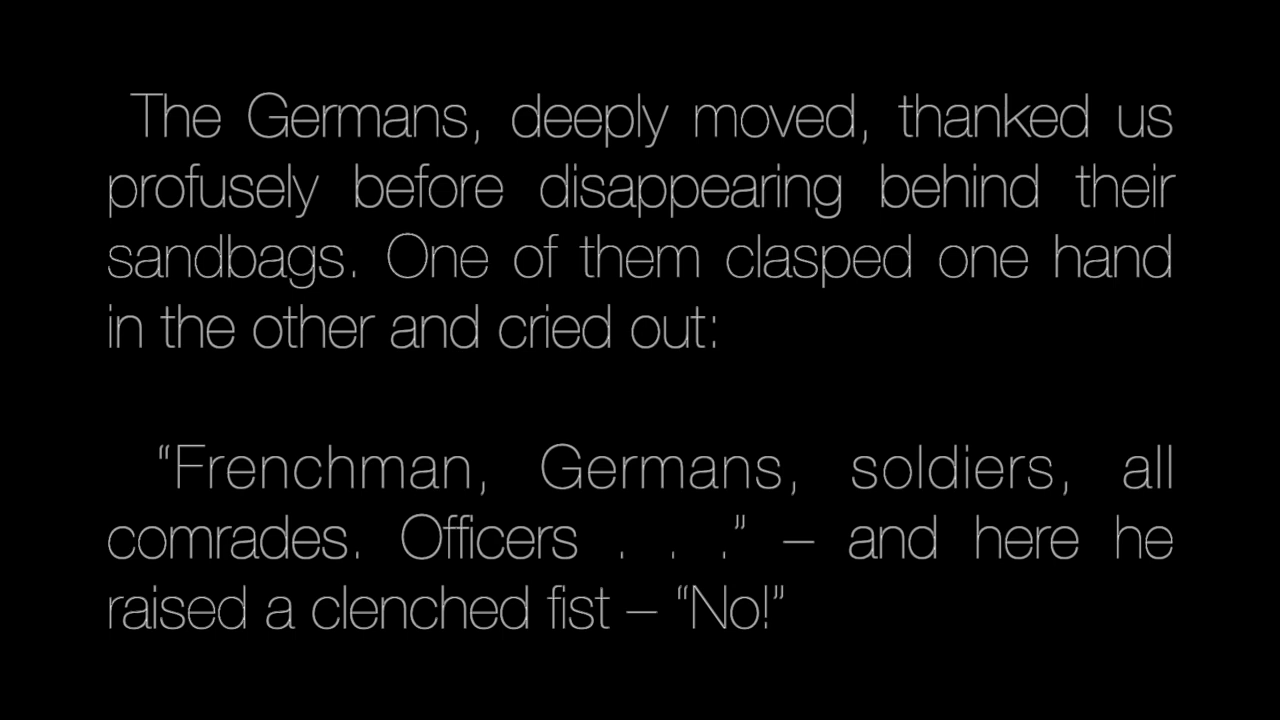 The Germans, deeply moved, thanked us
profusely before disappearing behind their
sandbags. One of them clasped one hand
in the other and cried out:
“Frenchman, Germans, soldiers, all
comrades. Officers . . .” – and here he
raised a clenched fist – “No!”